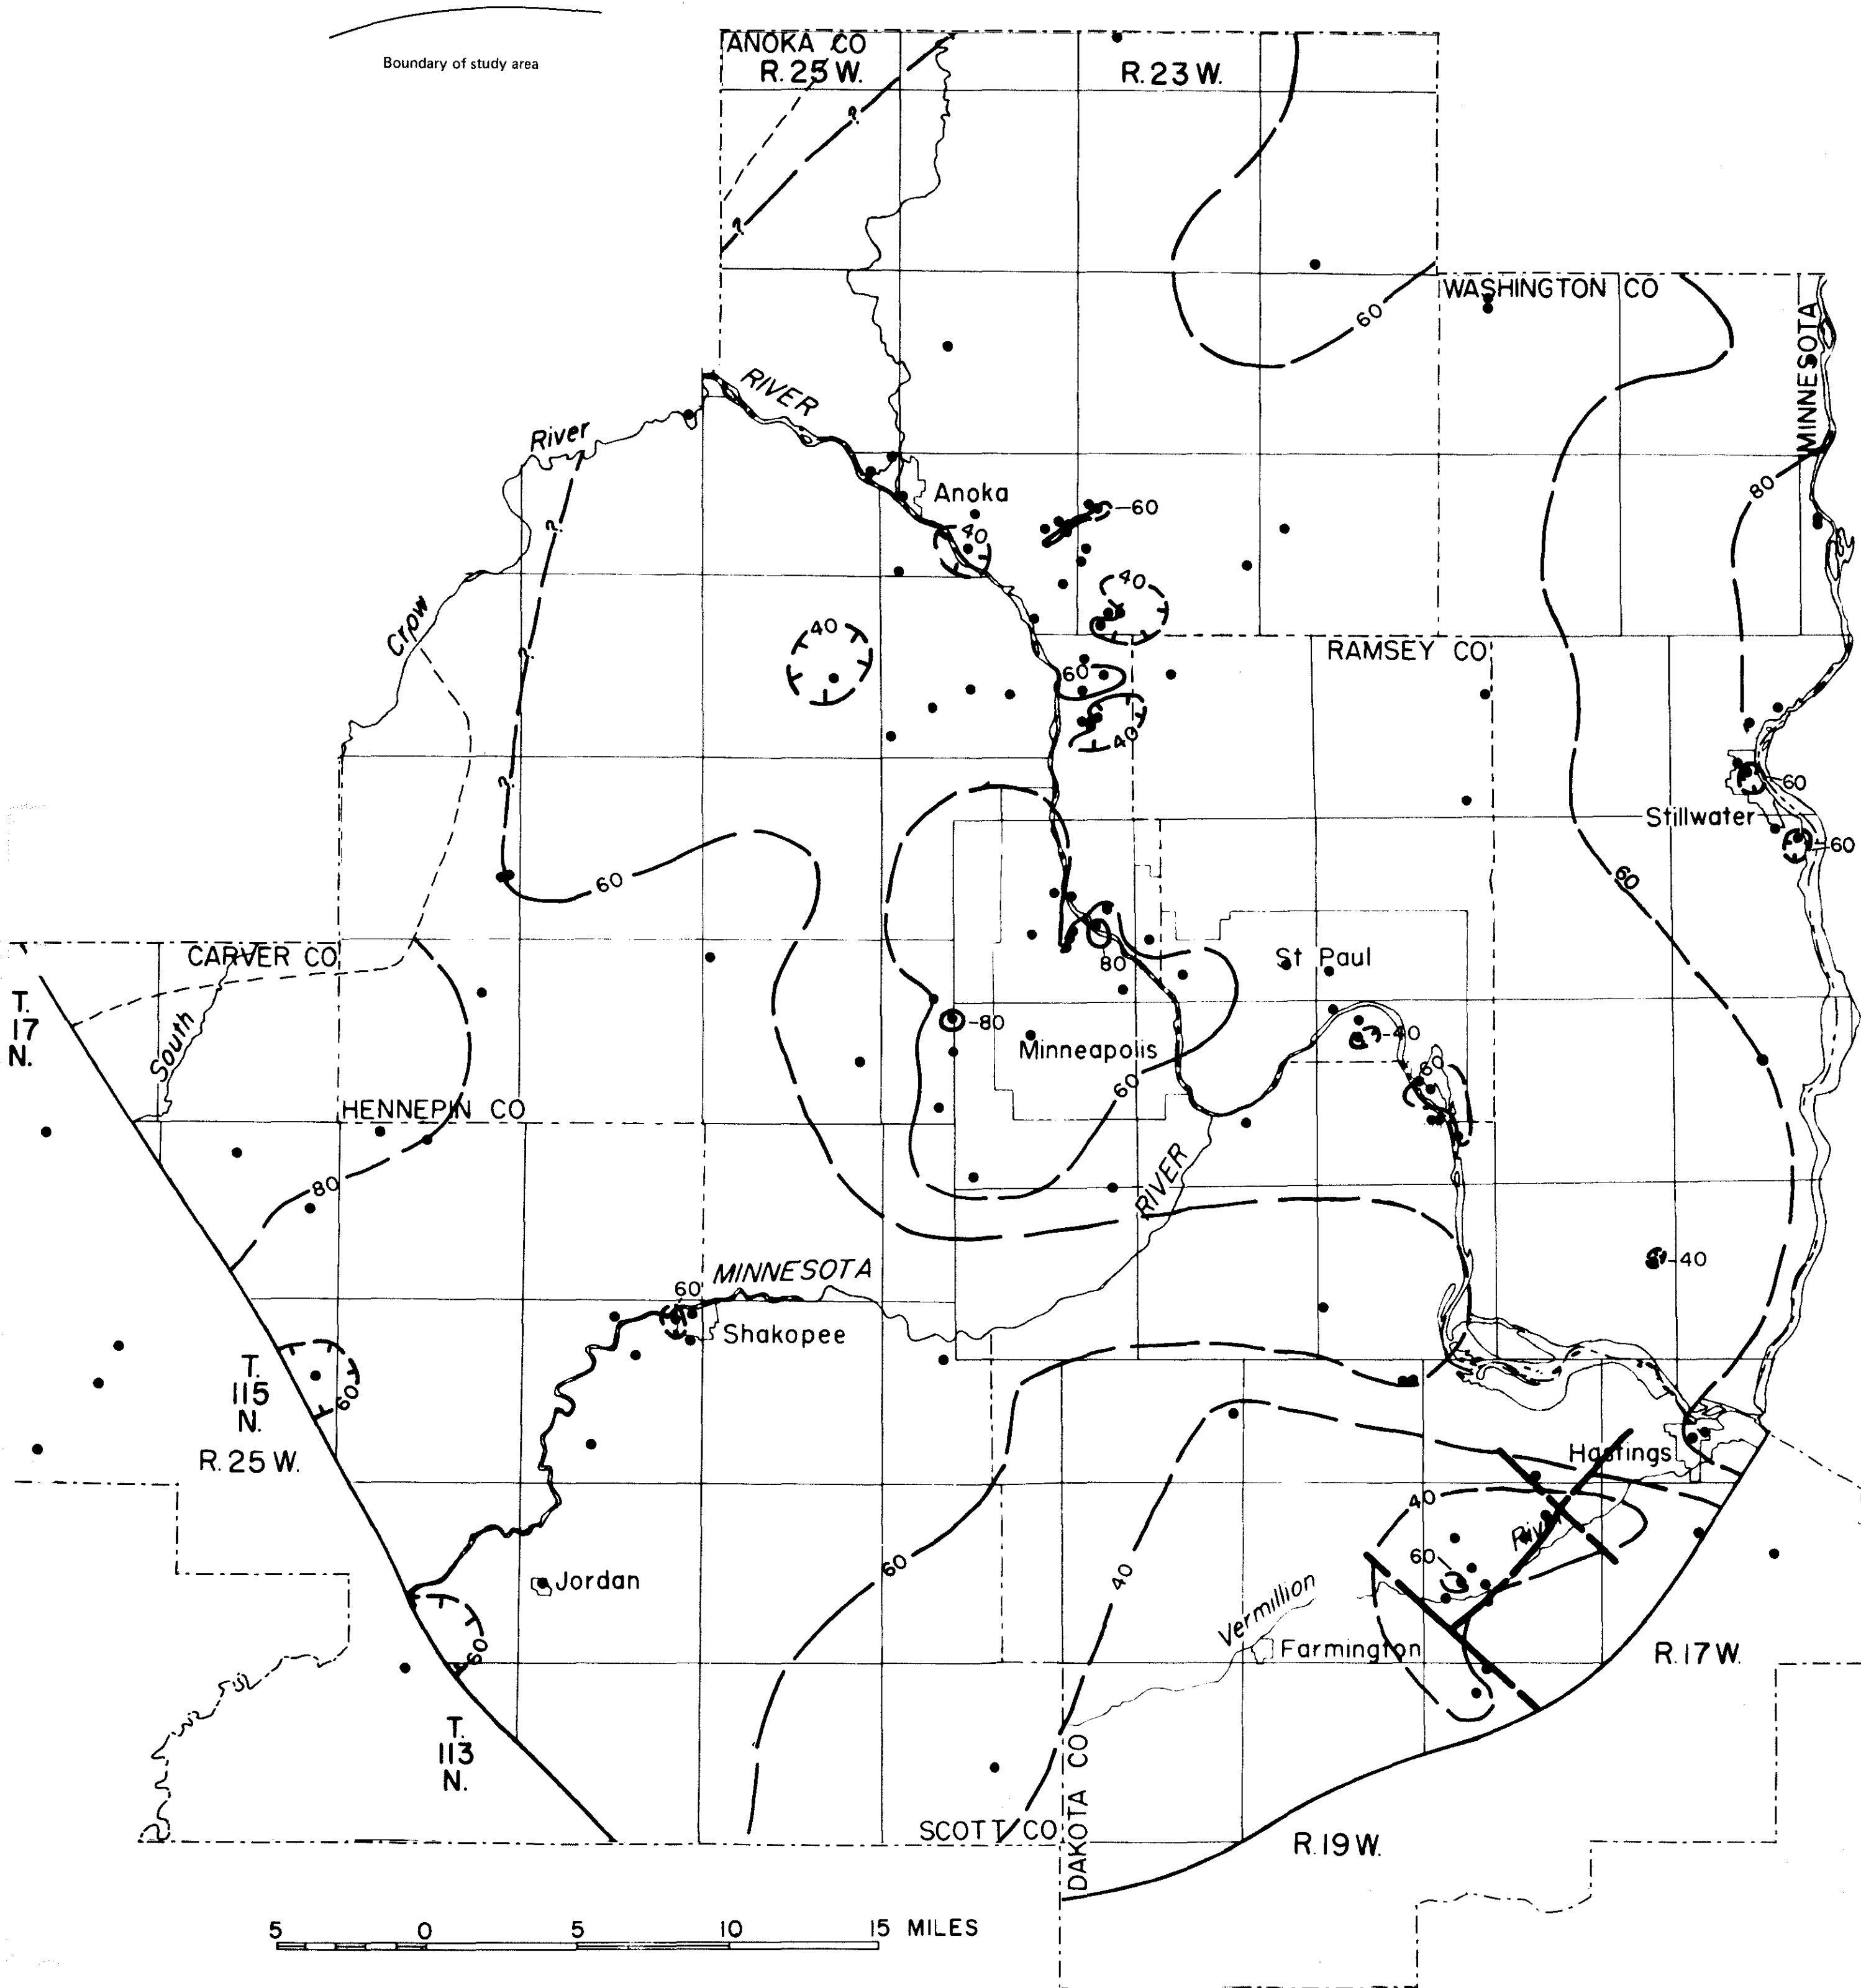 Boundary of study area
ANOKA CO
R. 25 W.
R. 23 W.
WASHINGTON CO
60
MINNESOTA
RIVER
River
?
?
80
Anoka
-60
40
?
40
Crow
40
?
RAMSEY CO
60
40
?
60
Stillwater
60
60
60
CARVER CO
St Paul
80
T.
17
N.
South
-80
Minneapolis
-40
60
60
HENNEPIN CO
80
RIVER
-40
MINNESOTA
60
Shakopee
T.
115
N.
60
R. 25 W.
Hastings
40
River
60
60
40
Jordan
Vermillion
Farmington
60
R. 17 W.
T.
113
N.
DAKOTA CO
SCOTT CO
R. 19 W.
5 0 5 10 15 MILES